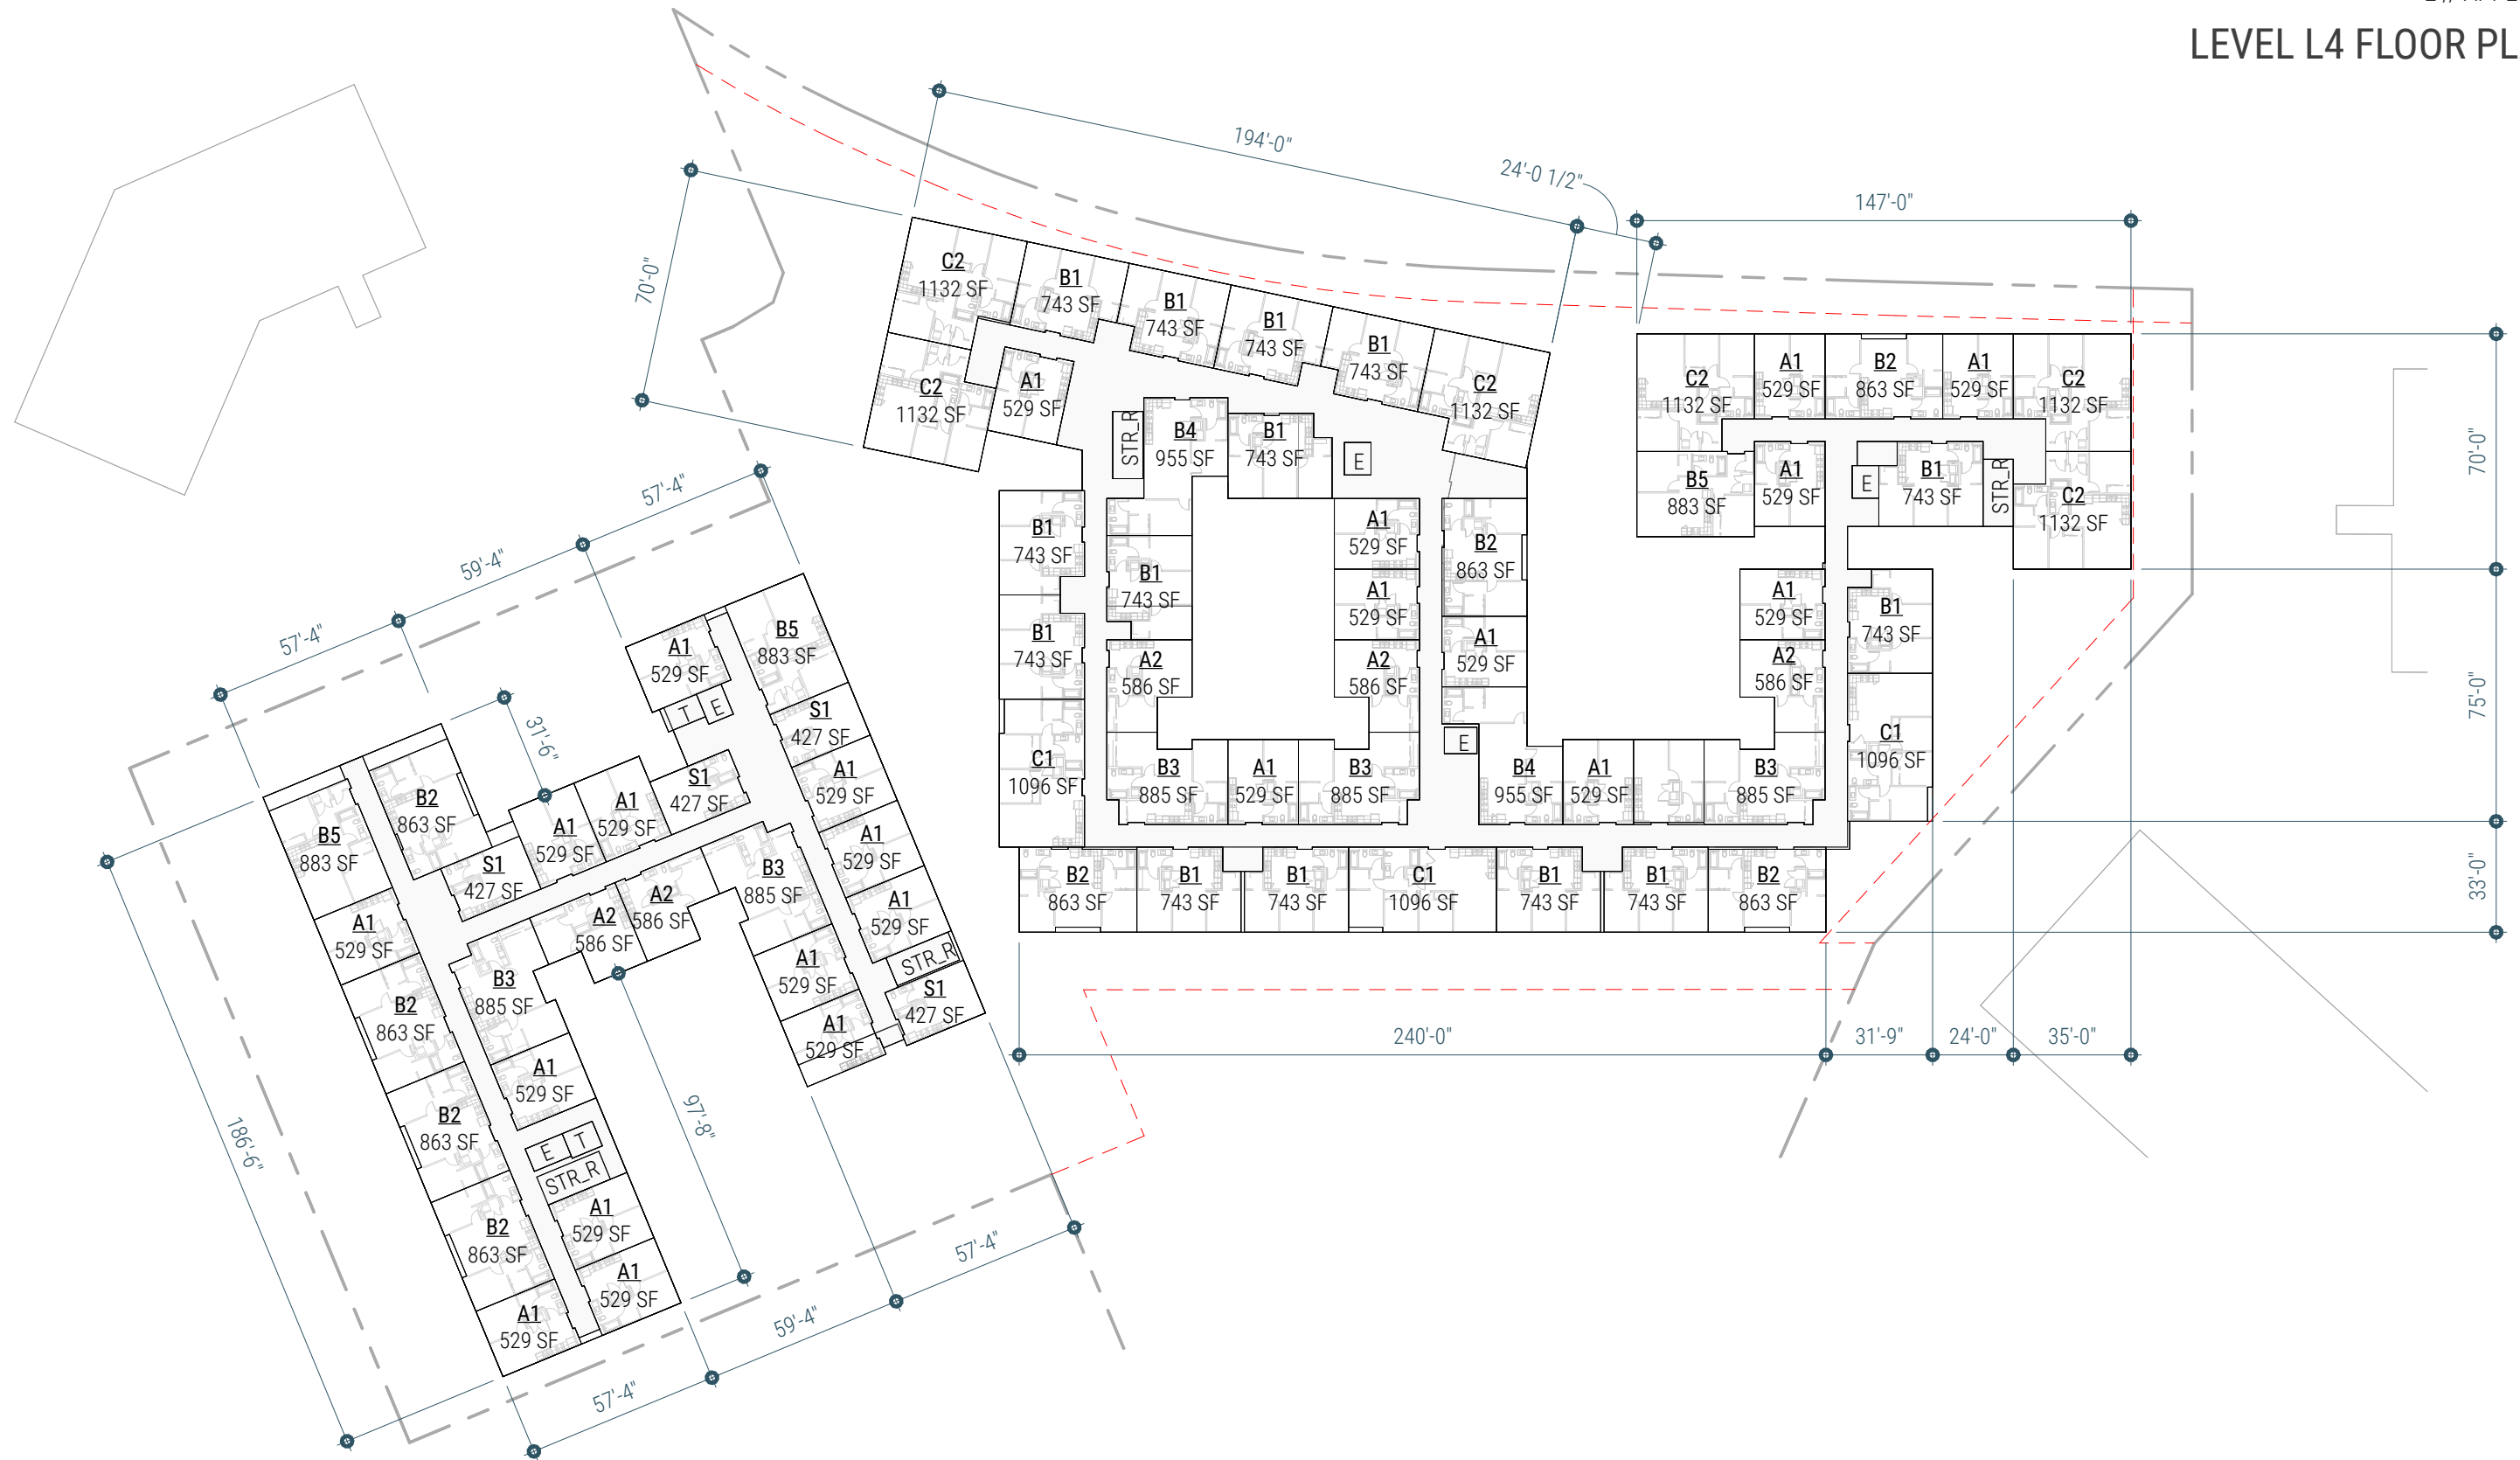 LEVEL L4 FLOOR PL
194'-0"
24'-0 1/2"
147'-0"
70'-0"
C2
1132 SF
B1
743 SF
B1
743 SF
B1
743 SF
B1
743 SF
C2
1132 SF
C2
1132 SF
A1
529 SF
STR_R
B4
955 SF
B1
743 SF
E
C2
1132 SF
A1
529 SF
B2
863 SF
A1
529 SF
C2
1132 SF
B5
883 SF
A1
529 SF
E
B1
743 SF
STR_R
C2
1132 SF
70'-0"
B1
743 SF
B1
743 SF
A1
529 SF
B2
863 SF
A1
529 SF
A1
529 SF
B1
743 SF
B1
743 SF
A2
586 SF
A2
586 SF
A1
529 SF
A2
586 SF
75'-0"
C1
1096 SF
B3
885 SF
A1
529 SF
B3
885 SF
E
B4
955 SF
A1
529 SF
B3
885 SF
C1
1096 SF
B2
863 SF
B1
743 SF
B1
743 SF
C1
1096 SF
B1
743 SF
B1
743 SF
B2
863 SF
33'-0"
240'-0"
31'-9"
24'-0"
35'-0"
57'-4"
59'-4"
57'-4"
31'-6"
A1
529 SF
B5
883 SF
T
E
S1
427 SF
S1
427 SF
A1
529 SF
B2
863 SF
A1
529 SF
A1
529 SF
B5
883 SF
S1
427 SF
A1
529 SF
B3
885 SF
A2
586 SF
A2
586 SF
A1
529 SF
A1
529 SF
B3
885 SF
A1
529 SF
STR_R
B2
863 SF
S1
427 SF
A1
529 SF
A1
529 SF
B2
863 SF
97'-8"
186'-6"
E
T
STR_R
B2
863 SF
A1
529 SF
A1
529 SF
A1
529 SF
57'-4"
59'-4"
57'-4"